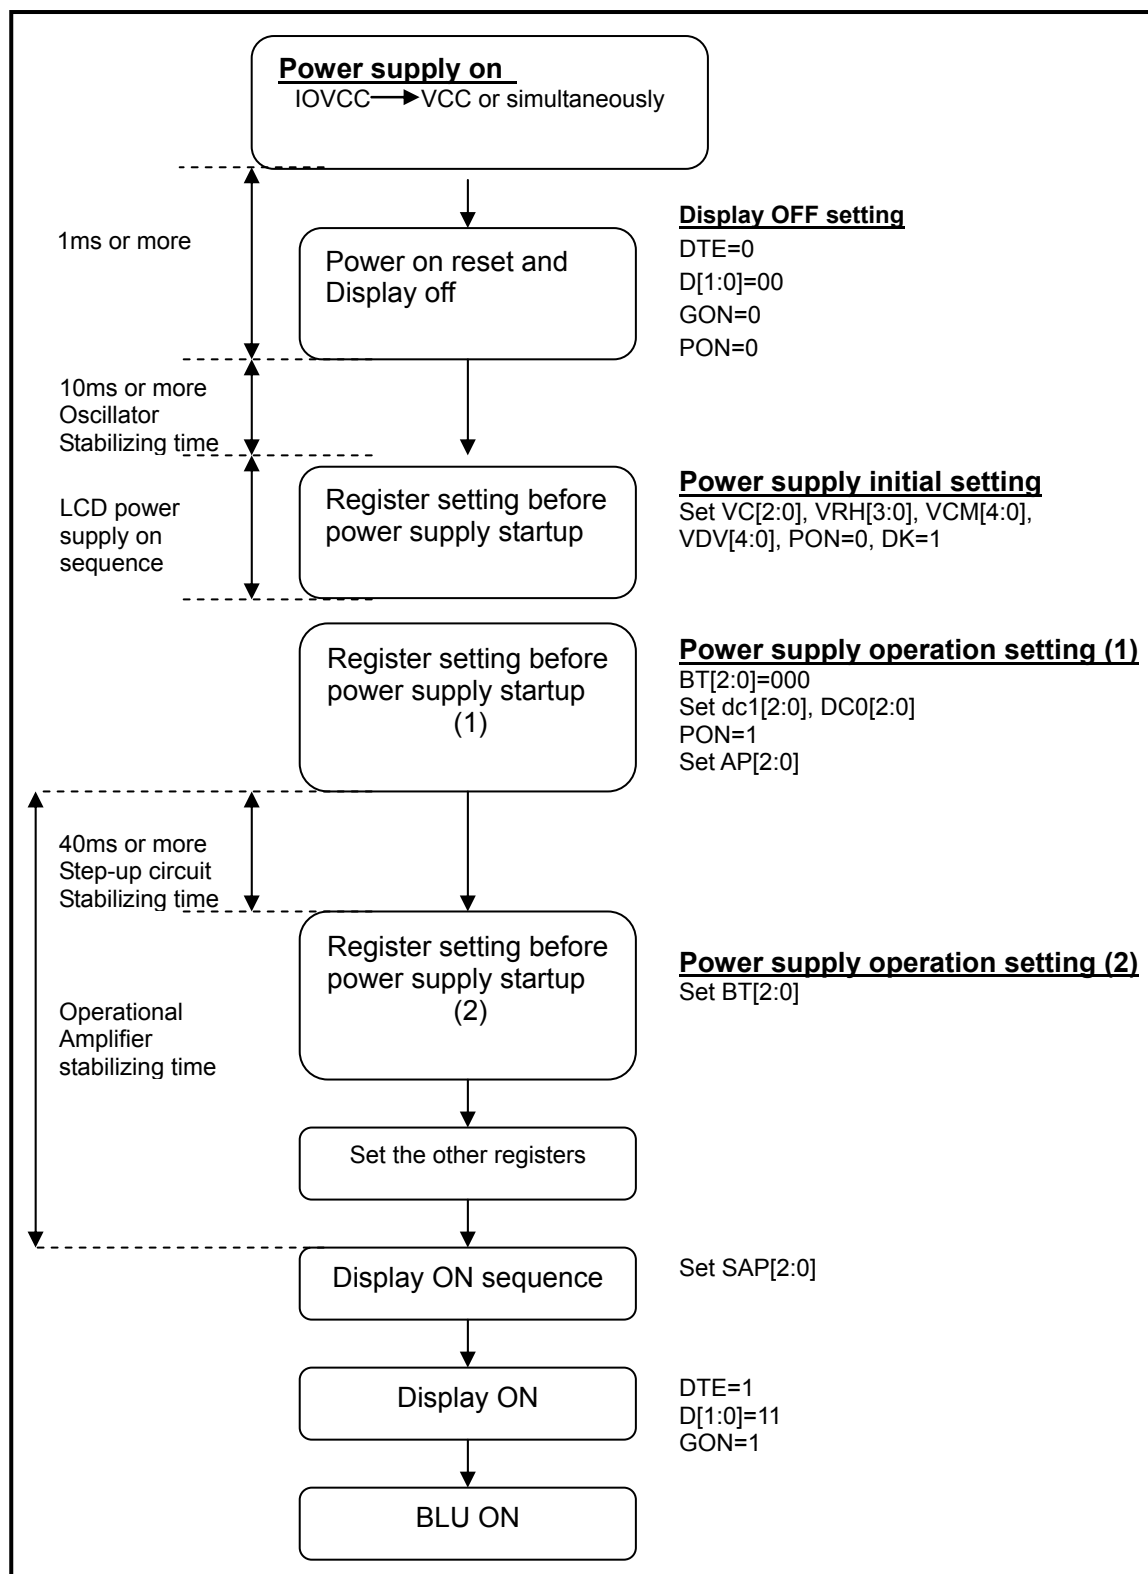 Power supply on
IOVCC VCC or simultaneously
1ms or more
Power on reset and
Display off
Display OFF setting
DTE=0
D[1:0]=00
GON=0
PON=0
10ms or more
Oscillator
Stabilizing time
LCD power
supply on
sequence
Register setting before
power supply startup
Power supply initial setting
Set VC[2:0], VRH[3:0], VCM[4:0],
VDV[4:0], PON=0, DK=1
Register setting before
power supply startup
(1)
Power supply operation setting (1)
BT[2:0]=000
Set dc1[2:0], DC0[2:0]
PON=1
Set AP[2:0]
40ms or more
Step-up circuit
Stabilizing time
Register setting before
power supply startup
(2)
Power supply operation setting (2)
Set BT[2:0]
Operational
Amplifier
stabilizing time
Set the other registers
Display ON sequence
Set SAP[2:0]
Display ON
DTE=1
D[1:0]=11
GON=1
BLU ON